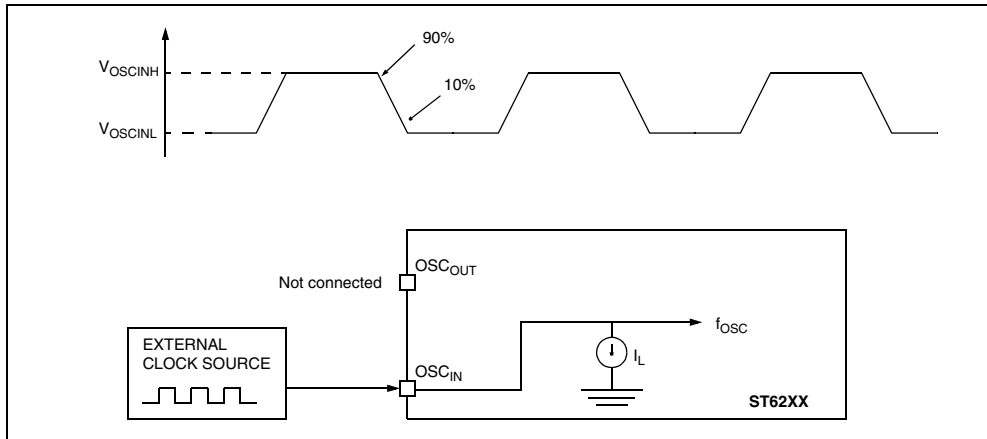 90%
VOSCINH
10%
VOSCINL
OSCOUT
Not connected
fOSC
EXTERNAL
CLOCK SOURCE
IL
OSCIN
ST62XX